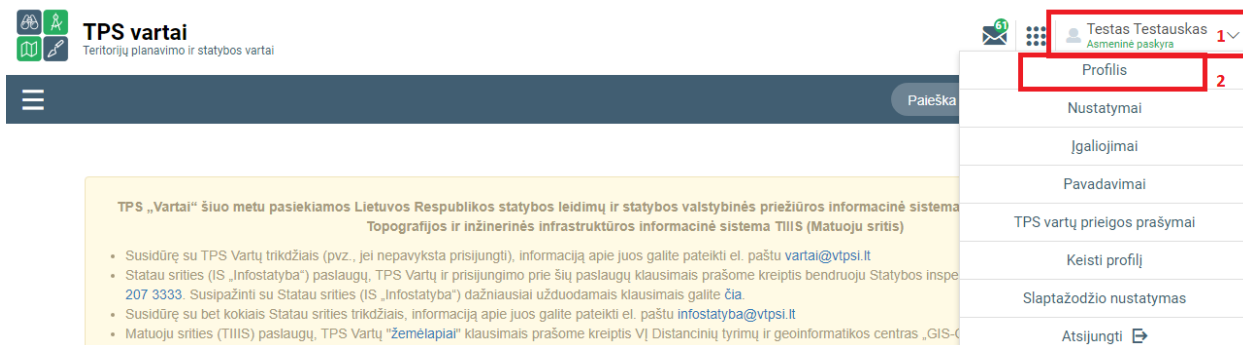 TPS vartai
Teritorijų planavimo ir statybos vartai
61
Testas Testauskas
Asmeninė paskyra
1
Profilis
2
Nustatymai
Įgaliojimai
Pavadavimai
TPS vartų prieigos prašymai
Keisti profilį
Slaptažodžio nustatymas
Atsijungti
Paieška
TPS „Vartai“ šiuo metu pasiekiamos Lietuvos Respublikos statybos leidimų ir statybos valstybinės priežiūros informacinė sistema
Topografijos ir inžinerinės infrastruktūros informacinė sistema TIIIS (Matuoju sritis)
• Susidūrę su TPS Vartų trikdžiais (pvz., jei nepavyksta prisijungti), informaciją apie juos galite pateikti el. paštu vartai@vtpsi.lt
• Statau srities (IS „Infostatyba“) paslaugų, TPS Vartų ir prisijungimo prie šių paslaugų klausimais prašome kreiptis bendruoju Statybos inspe
207 3333. Susipažinti su Statau srities (IS „Infostatyba“) dažniausiai užduodamais klausimais galite čia.
• Susidūrę su bet kokiais Statau srities trikdžiais, informaciją apie juos galite pateikti el. paštu infostatyba@vtpsi.lt
• Matuoju srities (TIIIS) paslaugų, TPS Vartų "žemėlapiai" klausimais prašome kreiptis VĮ Distancinių tyrimų ir geoinformatikos centras „GIS-